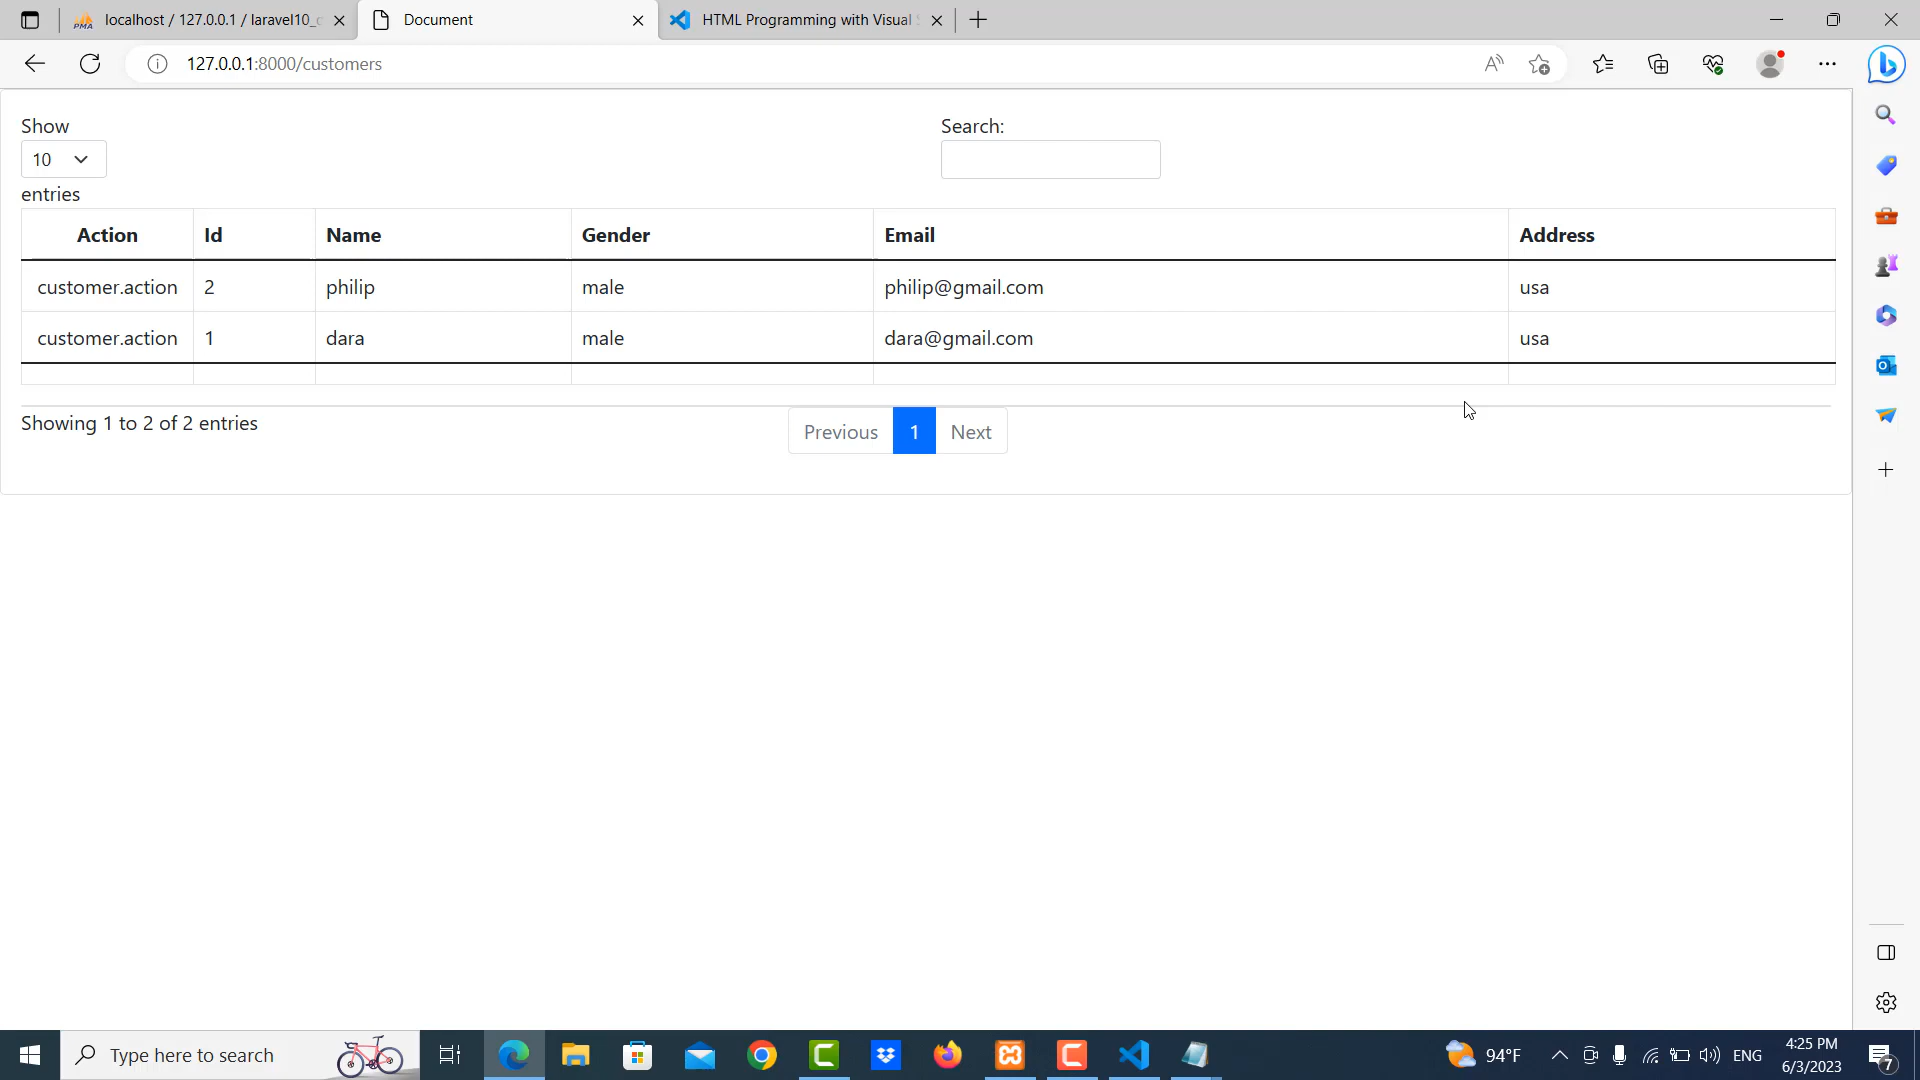 localhost / 127.0.0.1 / laravel10_c
Document
HTML Programming with Visual S
127.0.0.1:8000/customers
Show
10
entries
Search:
Action Id Name Gender Email Address
customer.action 2 philip male philip@gmail.com usa
customer.action 1 dara male dara@gmail.com usa
Showing 1 to 2 of 2 entries
Previous 1 Next
Type here to search
94°F
ENG
4:25 PM
6/3/2023
7